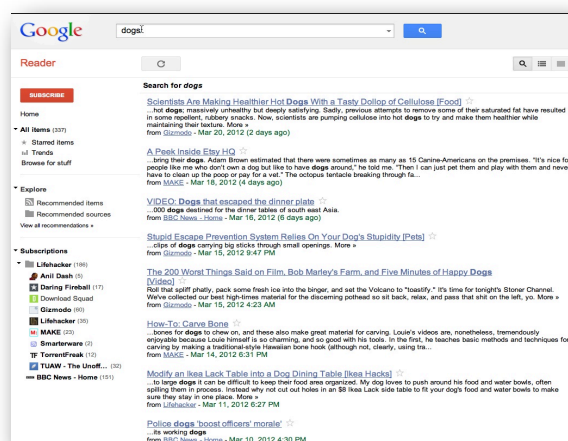 Google
dogs
Reader
SUBSCRIBE
Home
All items (337)
Starred items
Trends
Browse for stuff
Explore
Recommended items
Recommended sources
View all recommendations »
Subscriptions
Lifehacker (186)
Anil Dash (5)
Daring Fireball (17)
Download Squad
Gizmodo (60)
Lifehacker (35)
MAKE (23)
Smarterware (2)
TorrentFreak (12)
TUAW - The Unoff... (32)
BBC News - Home (151)
Search for dogs
Scientists Are Making Healthier Hot Dogs With a Tasty Dollop of Cellulose [Food]
...hot dogs; massively unhealthy but deeply satisfying. Sadly, previous attempts to remove some of their saturated fat have resulted
in some repellent, rubbery snacks. Now, scientists are pumping cellulose into hot dogs to try and make them healthier while
maintaining their texture. More »
from Gizmodo - Mar 20, 2012 (2 days ago)
A Peek Inside Etsy HQ
...bring their dogs. Adam Brown estimated that there were sometimes as many as 15 Canine-Americans on the premises. "It's nice fo
people like me who don't own a dog but like to have dogs around," he told me. "Then I can just pet them and play with them and neve
have to clean up the poop or pay for a vet." The octopus tentacle breaking through fa...
from MAKE - Mar 18, 2012 (4 days ago)
VIDEO: Dogs that escaped the dinner plate
...000 dogs destined for the dinner tables of south east Asia.
from BBC News - Home - Mar 16, 2012 (6 days ago)
Stupid Escape Prevention System Relies On Your Dog's Stupidity [Pets]
...clips of dogs carrying big sticks through small openings. More »
from Gizmodo - Mar 15, 2012 9:47 PM
The 200 Worst Things Said on Film, Bob Marley's Farm, and Five Minutes of Happy Dogs
[Video]
Roll that spliff phatly, pack some fresh ice into the binger, and set the Volcano to "toastify." It's time for tonight's Stoner Channel.
We've collected our best high-times material for the discerning pothead so sit back, relax, and pass that shit on the left, yo. More »
from Gizmodo - Mar 15, 2012 4:23 AM
How-To: Carve Bone
...bones for dogs to chew on, and these also make great material for carving. Louie's videos are, nonetheless, tremendously
enjoyable because Louie himself is so charming, and so good with his tools. In the first, he teaches basic methods and techniques for
carving by making a traditional-style Hawaiian bone hook (although not, clearly, using tra...
from MAKE - Mar 14, 2012 6:31 PM
Modify an Ikea Lack Table into a Dog Dining Table [Ikea Hacks]
...to large dogs it can be difficult to keep their food area organized. My dog loves to push around his food and water bowls, often
spilling them in process. Instead why not cut out holes in an $8 Ikea Lack side table to fit your dog's food and water bowls to make
sure they stay in one place. More »
from Lifehacker - Mar 11, 2012 6:27 PM
Police dogs 'boost officers' morale'
...its working dogs.
from BBC News - Home - Mar 10, 2012 4:30 PM